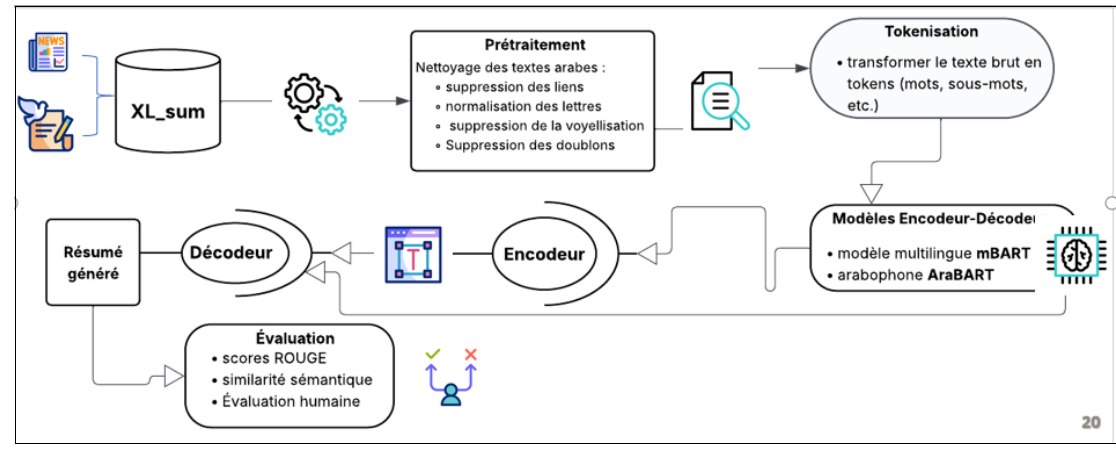 NEWS
XL_sum
Prétraitement
Nettoyage des textes arabes :
◦ suppression des liens
◦ normalisation des lettres
◦ suppression de la voyellisation
◦ Suppression des doublons
Tokenisation
• transformer le texte brut en
tokens (mots, sous-mots,
etc.)
Modèles Encodeur-Décodeu
• modèle multilingue mBART
• arabophone AraBART
Encodeur
T
Décodeur
Résumé
généré
Évaluation
• scores ROUGE
• similarité sémantique
• Évaluation humaine
20